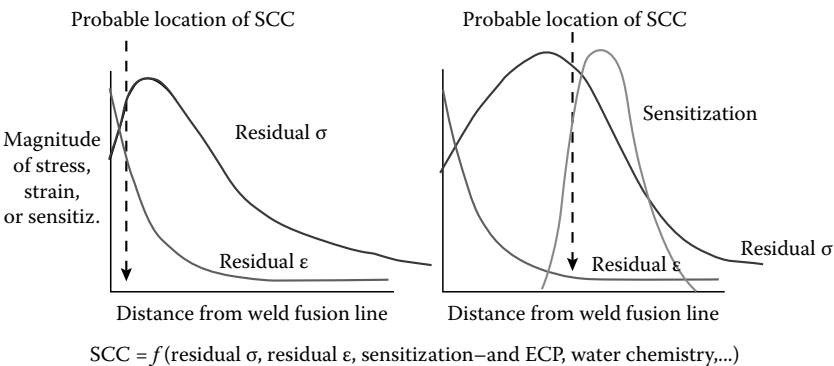 Probable location of SCC
Probable location of SCC
Magnitude
of stress,
strain,
or sensitiz.
Residual σ
Residual ε
Sensitization
Residual σ
Residual ε
Distance from weld fusion line
Distance from weld fusion line
SCC = f (residual σ, residual ε, sensitization–and ECP, water chemistry,...)